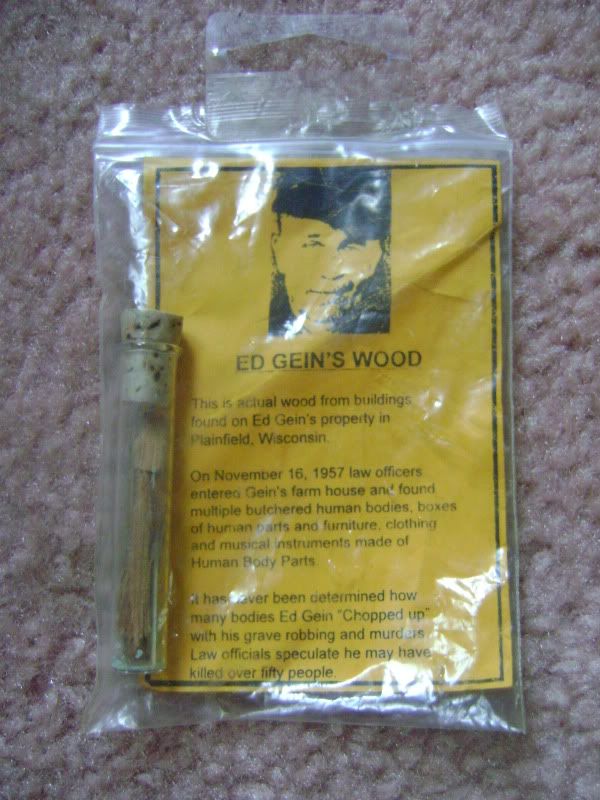 ED GEIN'S WOOD
This is actual wood from buildings
found on Ed Gein's property in
Plainfield, Wisconsin.
On November 16, 1957 law officers
entered Gein's farm house and found
multiple butchered human bodies, boxes
of human parts and furniture, clothing
and musical instruments made of
Human Body Parts.
It has never been determined how
many bodies Ed Gein "Chopped up"
with his grave robbing and murders.
Law officials speculate he may have
killed over fifty people.